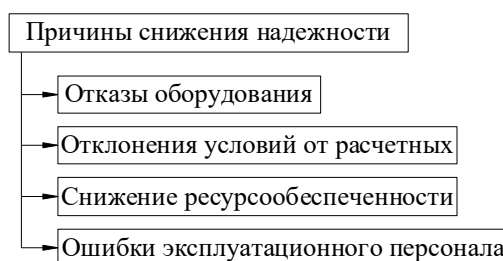 Причины снижения надежности
Отказы оборудования
Отклонения условий от расчетных
Снижение ресурсообеспеченности
Ошибки эксплуатационного персонала